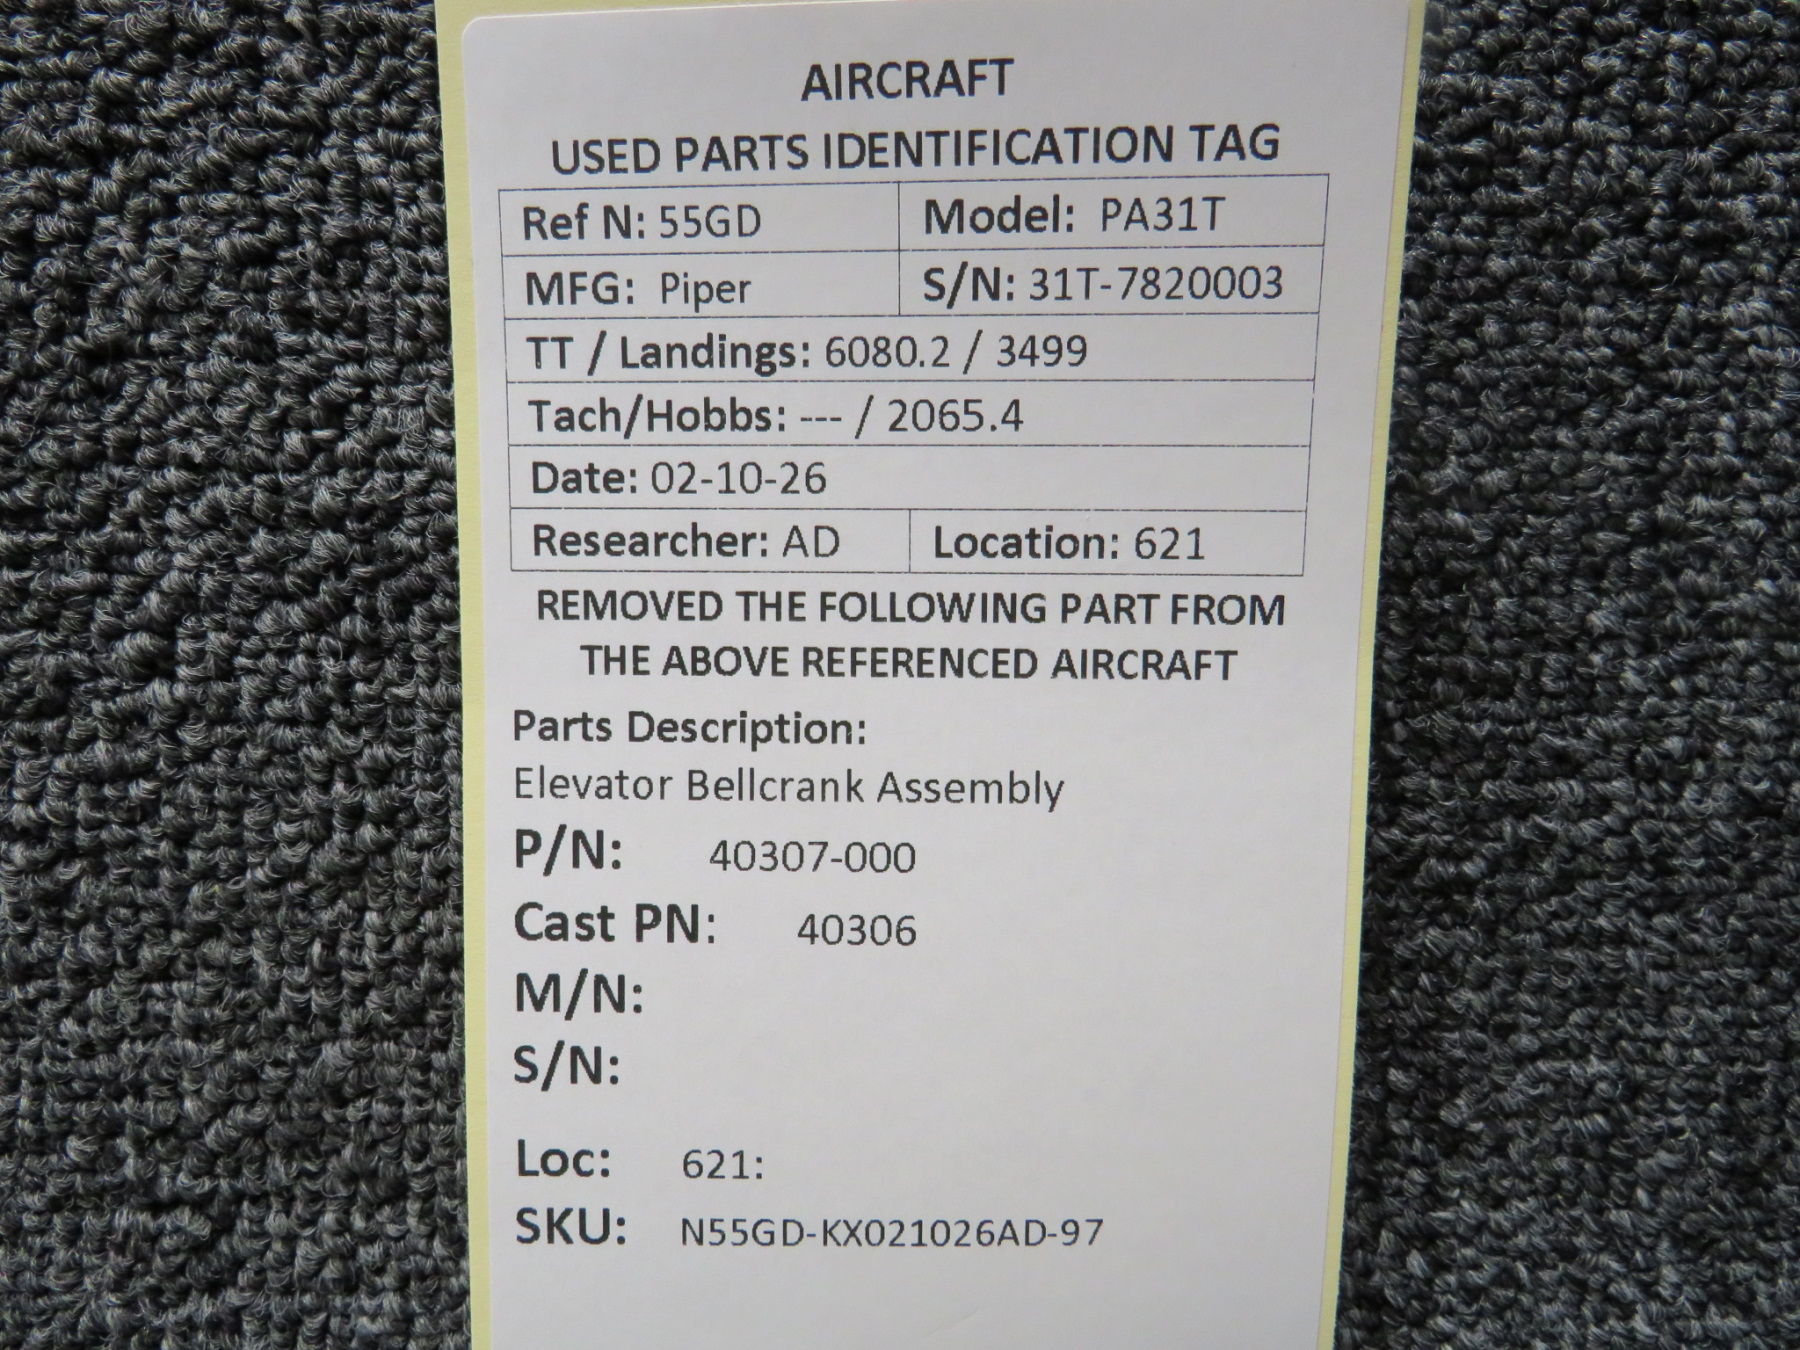 AIRCRAFT
USED PARTS IDENTIFICATION TAG
Ref N: 55GD Model: PA31T
MFG: Piper S/N: 31T-7820003
TT / Landings: 6080.2 / 3499
Tach/Hobbs: --- / 2065.4
Date: 02-10-26
Researcher: AD Location: 621
REMOVED THE FOLLOWING PART FROM
THE ABOVE REFERENCED AIRCRAFT
Parts Description:
Elevator Bellcrank Assembly
P/N: 40307-000
Cast PN: 40306
M/N:
S/N:
Loc: 621:
SKU: N55GD-KX021026AD-97